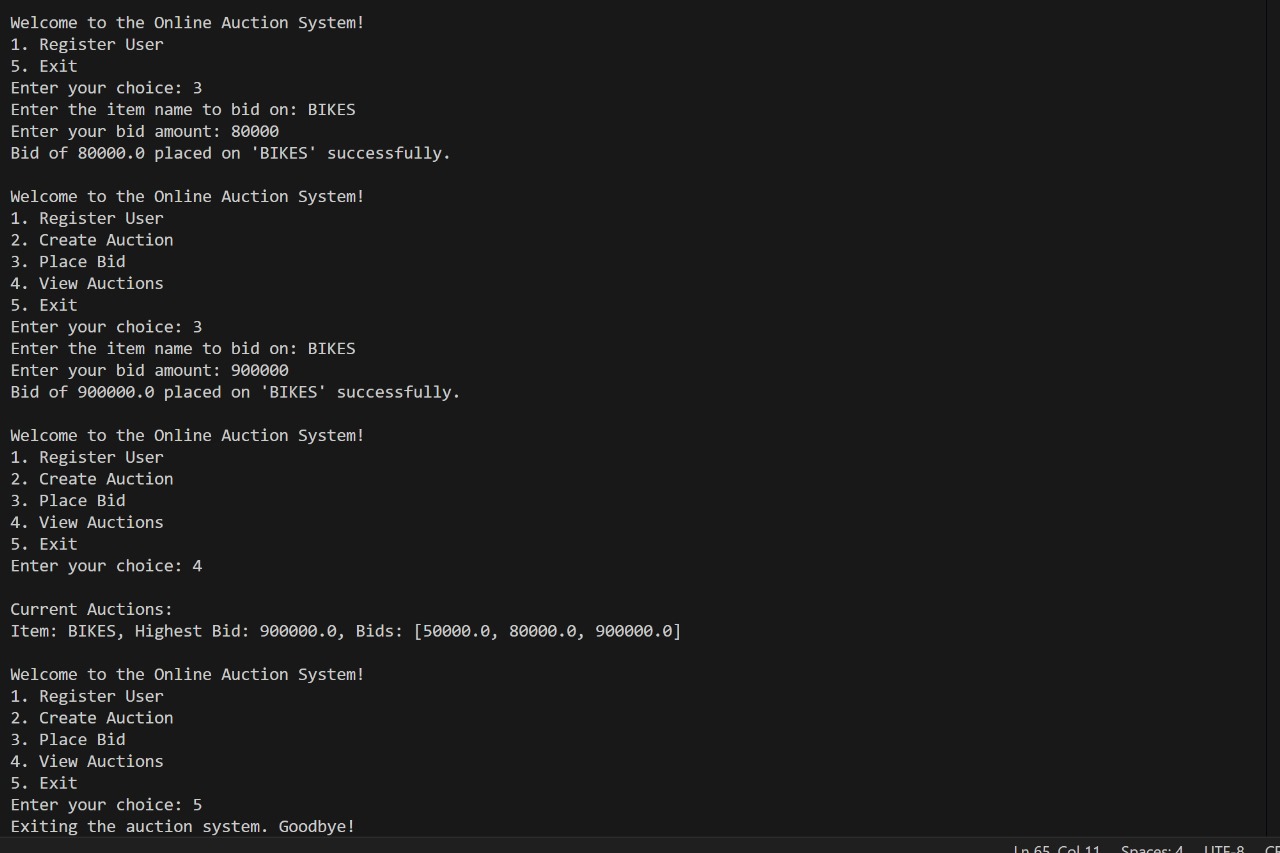 Welcome to the Online Auction System!
1. Register User
5. Exit
Enter your choice: 3
Enter the item name to bid on: BIKES
Enter your bid amount: 80000
Bid of 80000.0 placed on 'BIKES' successfully.
Welcome to the Online Auction System!
1. Register User
2. Create Auction
3. Place Bid
4. View Auctions
5. Exit
Enter your choice: 3
Enter the item name to bid on: BIKES
Enter your bid amount: 900000
Bid of 900000.0 placed on 'BIKES' successfully.
Welcome to the Online Auction System!
1. Register User
2. Create Auction
3. Place Bid
4. View Auctions
5. Exit
Enter your choice: 4
Current Auctions:
Item: BIKES, Highest Bid: 900000.0, Bids: [50000.0, 80000.0, 900000.0]
Welcome to the Online Auction System!
1. Register User
2. Create Auction
3. Place Bid
4. View Auctions
5. Exit
Enter your choice: 5
Exiting the auction system. Goodbye!
Ln 65, Col 11 Spaces: 4 UTF-8